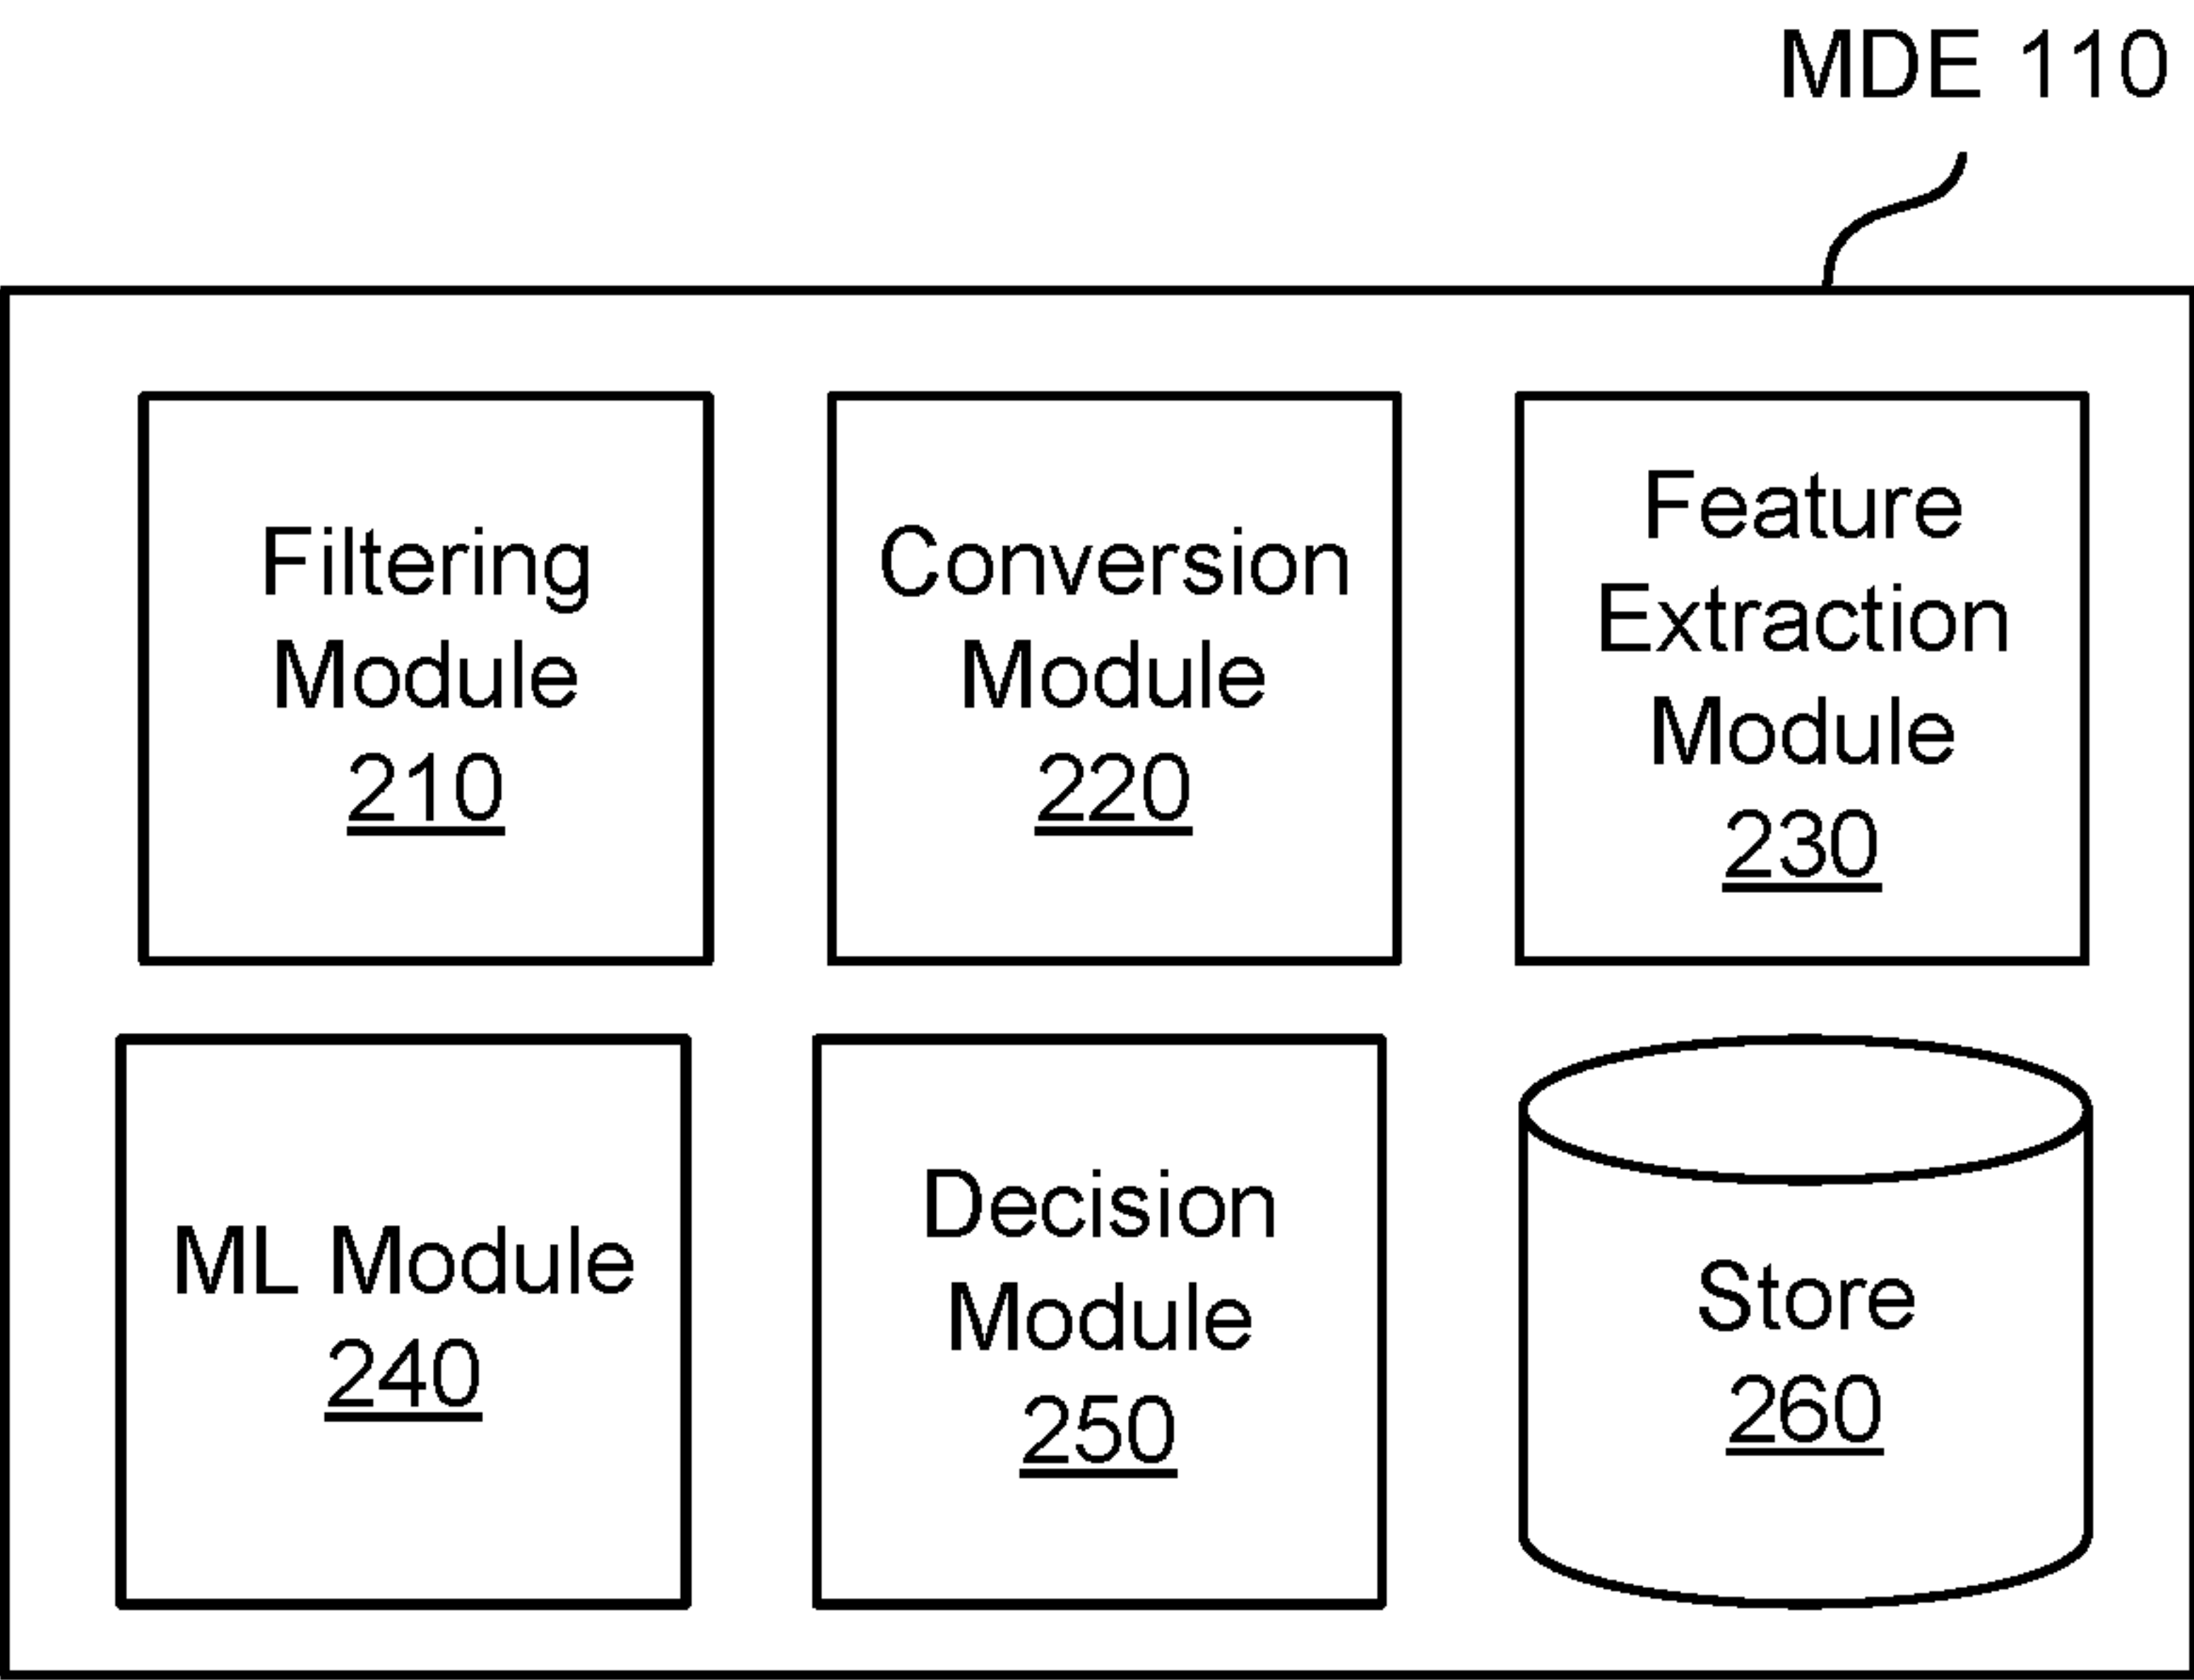 MDE 110
Filtering
Module
210
Conversion
Module
220
Feature
Extraction
Module
230
ML Module
240
Decision
Module
250
Store
260